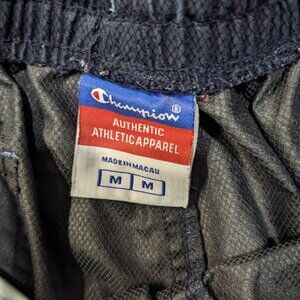 Champion ®
AUTHENTIC
ATHLETIC APPAREL
MADE IN MACAU
M M